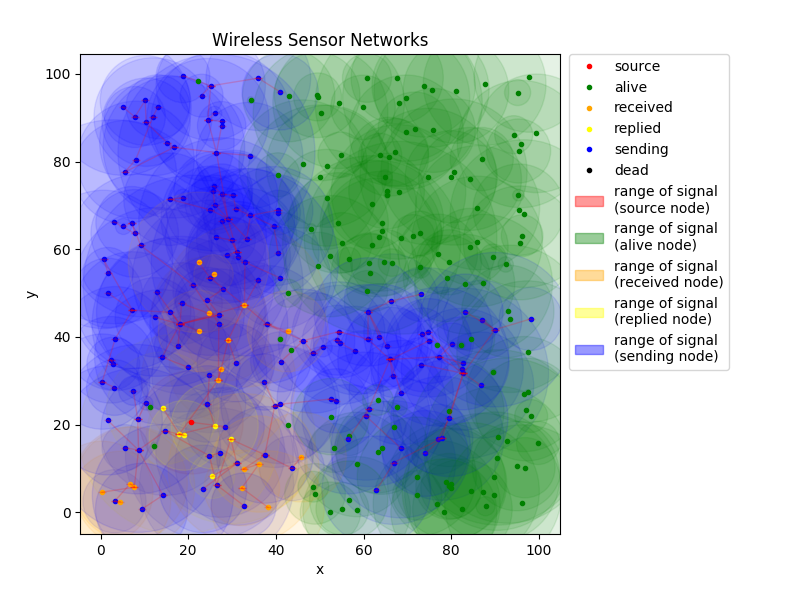 Wireless Sensor Networks
100
80
60
40
20
0
y
0
20
40
60
80
100
x
source
alive
received
replied
sending
dead
range of signal
(source node)
range of signal
(alive node)
range of signal
(received node)
range of signal
(replied node)
range of signal
(sending node)